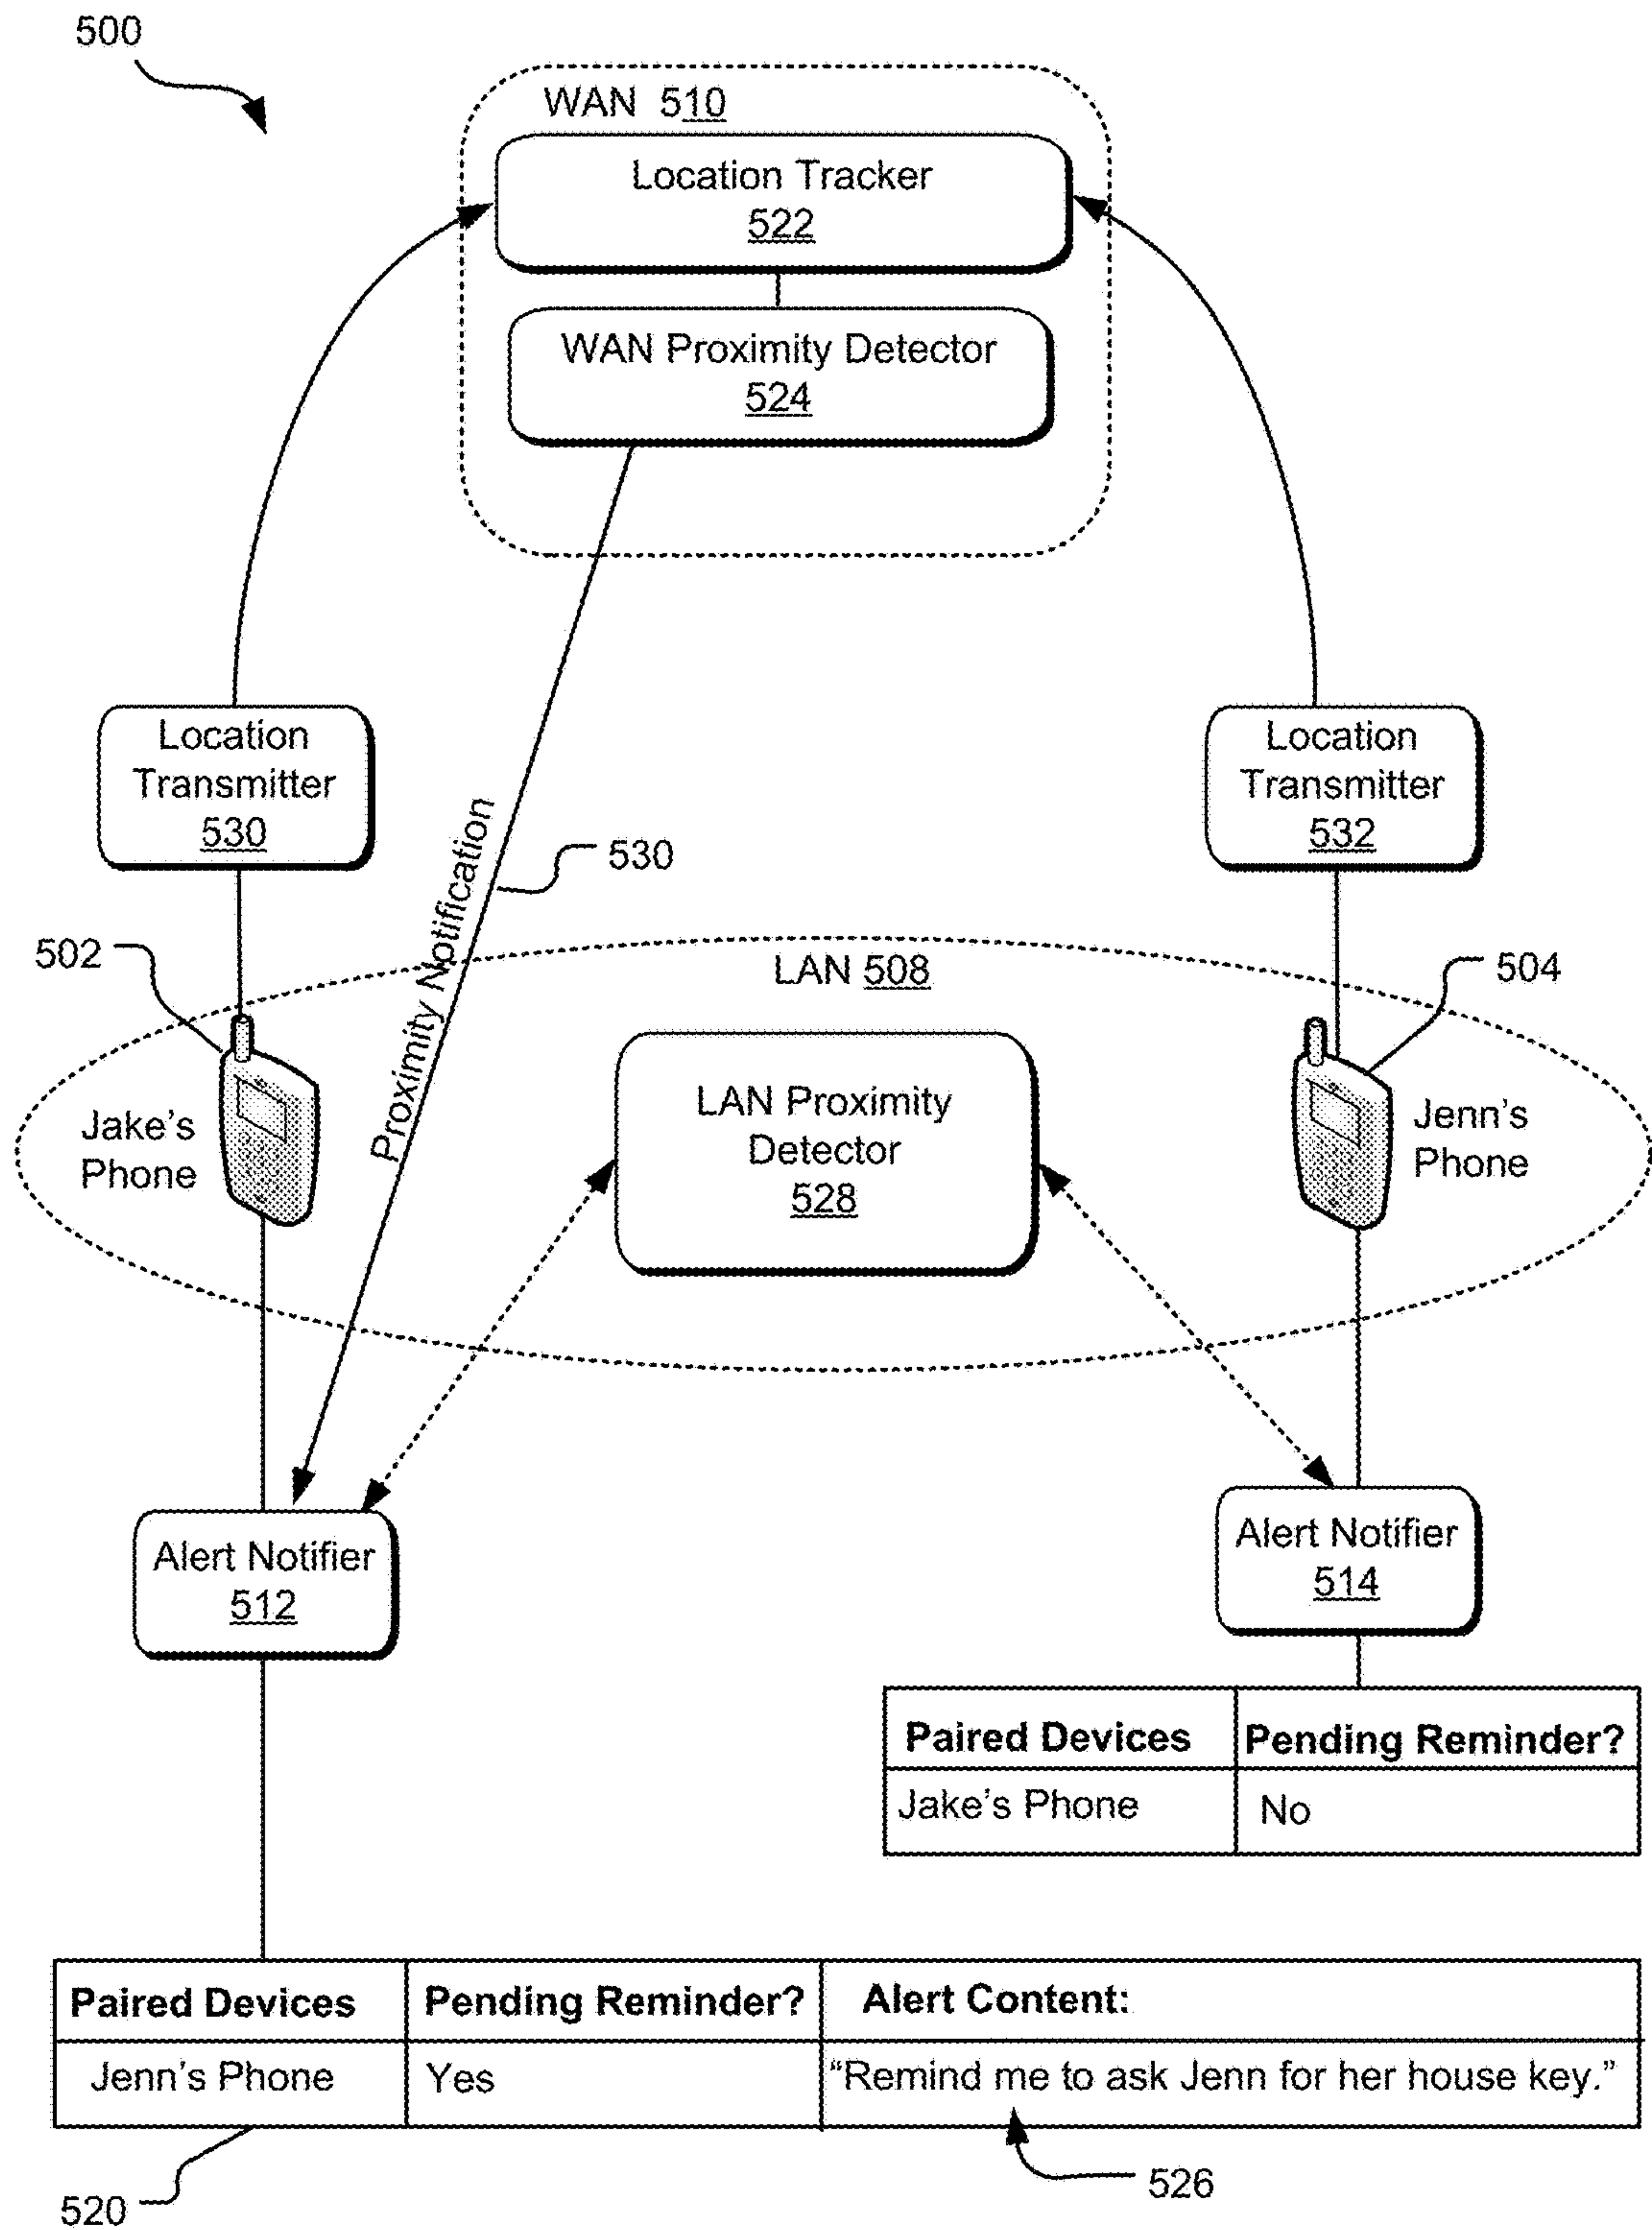 500
WAN 510
Location Tracker
522
WAN Proximity Detector
524
Location
Transmitter
530
Location
Transmitter
532
Proximity Notification
530
502
LAN 508
504
Jake's
Phone
LAN Proximity
Detector
528
Jenn's
Phone
Alert Notifier
512
Alert Notifier
514
Paired Devices Pending Reminder?
Jake's Phone No
Paired Devices Pending Reminder? Alert Content:
Jenn's Phone Yes “Remind me to ask Jenn for her house key.”
520
526